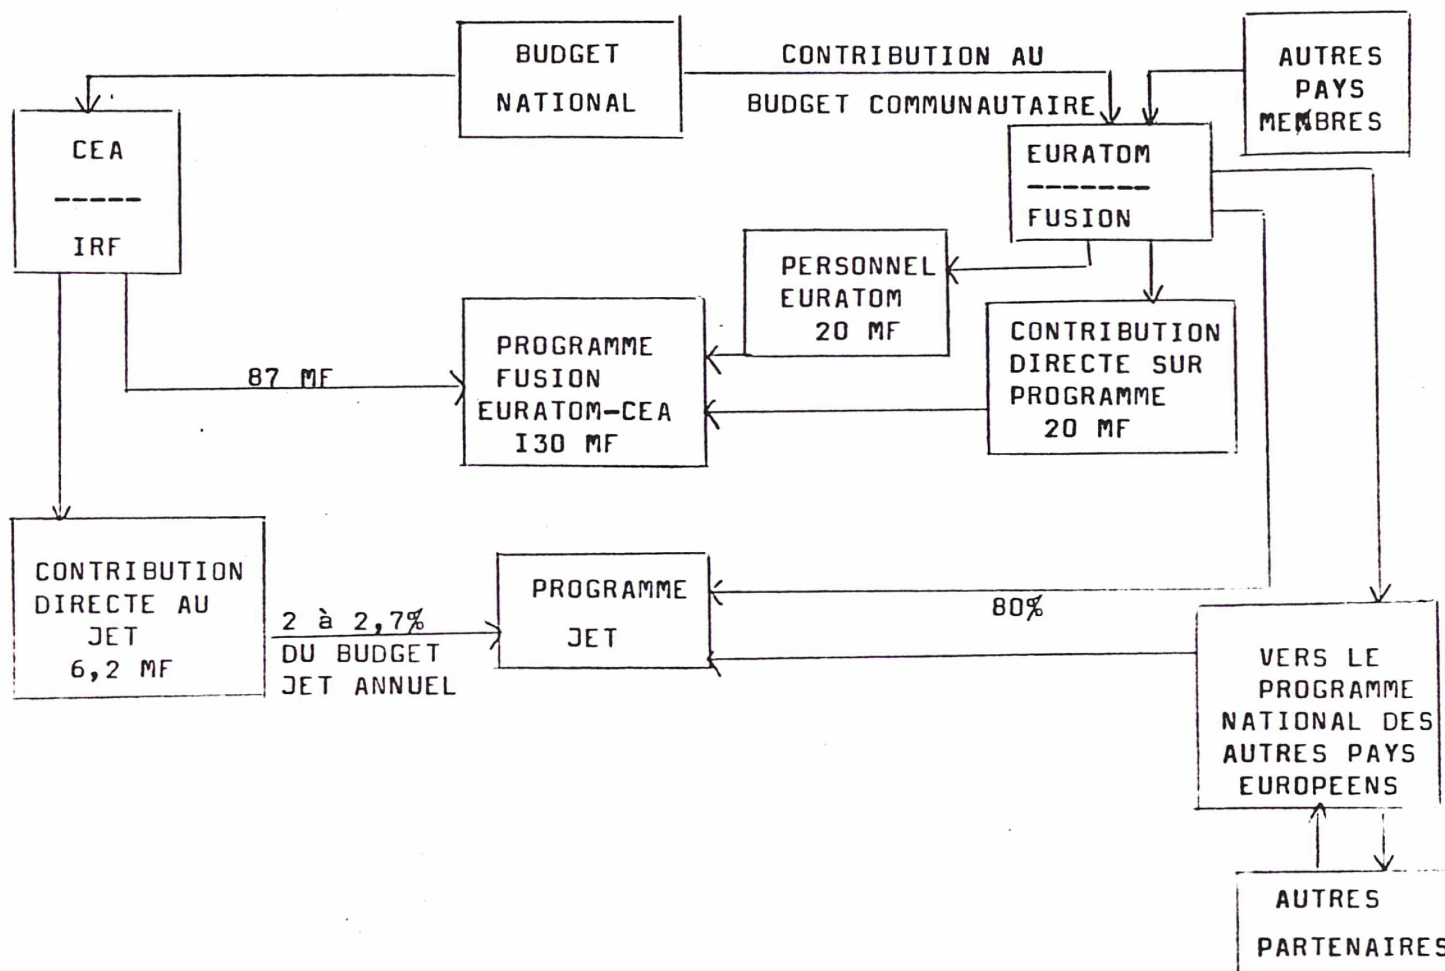 BUDGET
NATIONAL
CONTRIBUTION AU
BUDGET COMMUNAUTAIRE
AUTRES
PAYS
MEMBRES
CEA
-----
IRF
EURATOM
-------
FUSION
PERSONNEL
EURATOM
20 MF
CONTRIBUTION
DIRECTE SUR
PROGRAMME
20 MF
87 MF
PROGRAMME
FUSION
EURATOM-CEA
I30 MF
CONTRIBUTION
DIRECTE AU
JET
6,2 MF
2 à 2,7%
DU BUDGET
JET ANNUEL
PROGRAMME
JET
80%
VERS LE
PROGRAMME
NATIONAL DES
AUTRES PAYS
EUROPEENS
AUTRES
PARTENAIRES